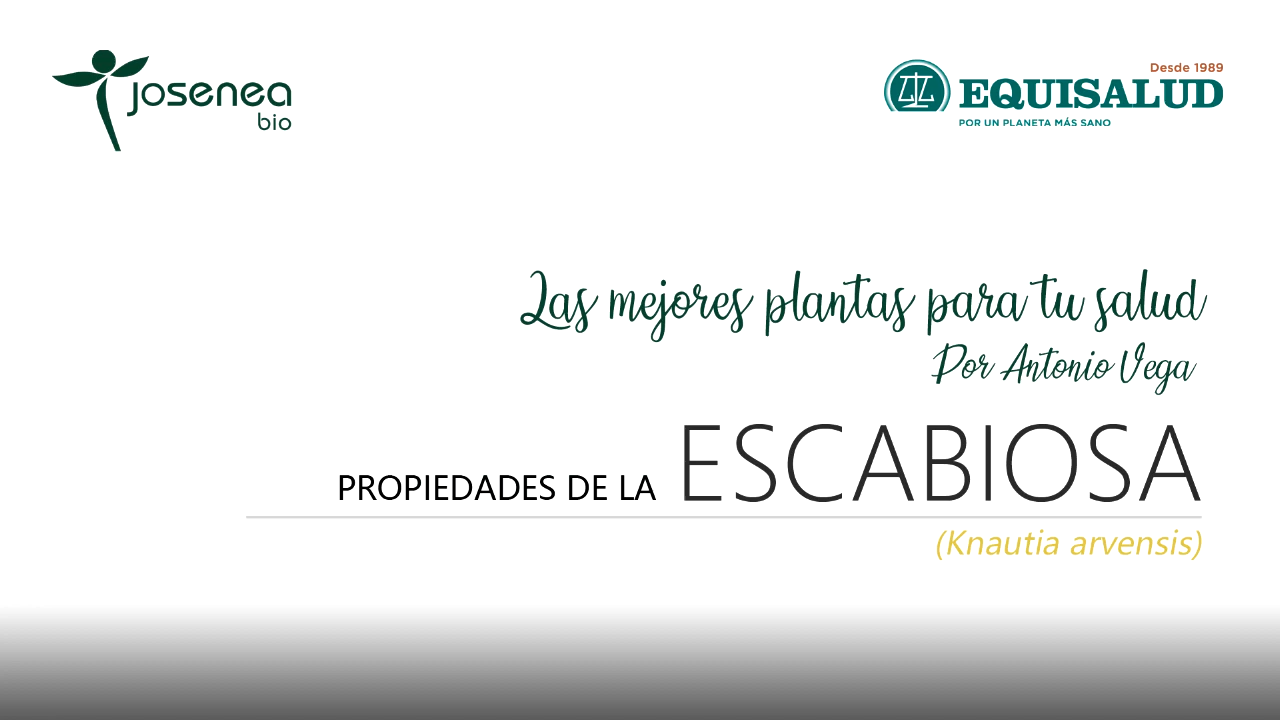 josenea
bio
Desde 1989
EQUISALUD
POR UN PLANETA MÁS SANO
Las mejores plantas para tu salud
Por Antonio Vega
PROPIEDADES DE LA ESCABIOSA
(Knautia arvensis)